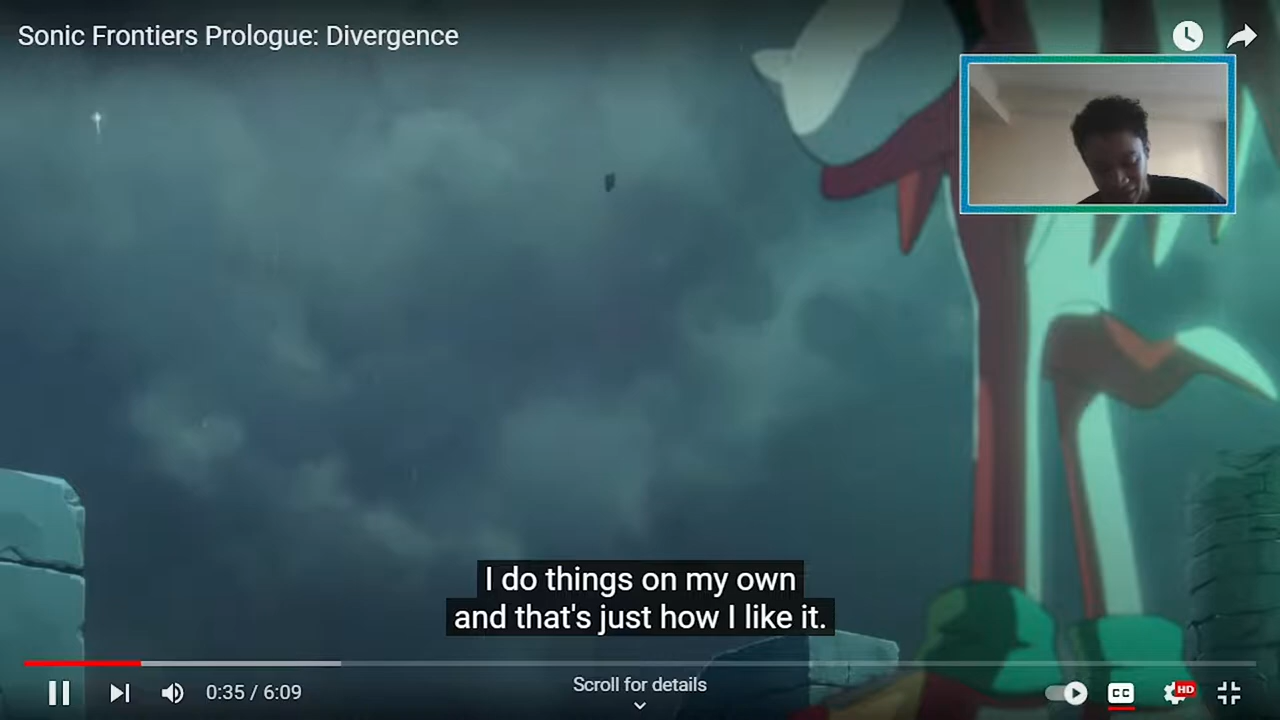 Sonic Frontiers Prologue: Divergence
I do things on my own
and that's just how I like it.
0:35 / 6:09
Scroll for details
CC
HD